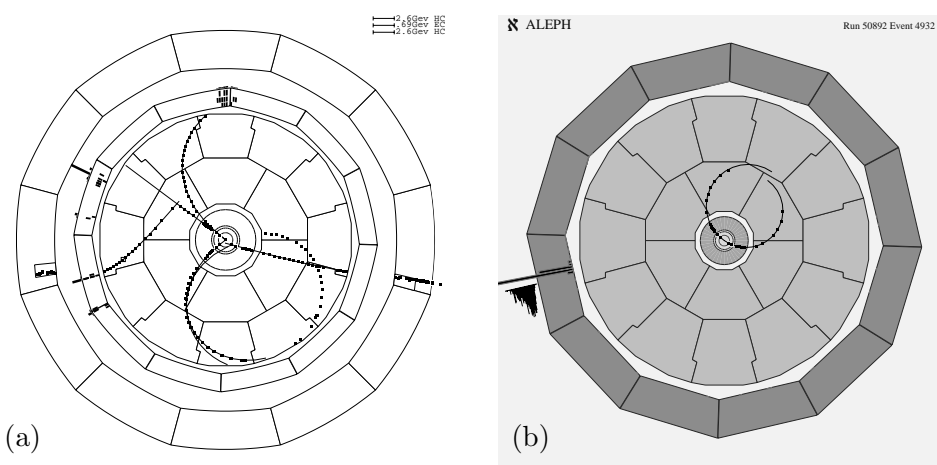 2.6Gev HC
.69Gev EC
2.6Gev HC
(a)
ℵ ALEPH
Run 50892 Event 4932
(b)